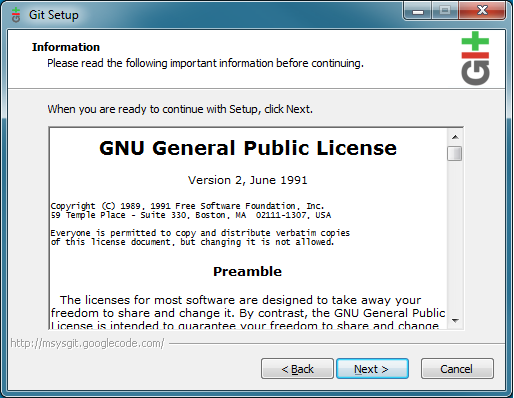 Git Setup
Information
Please read the following important information before continuing.
GIt
When you are ready to continue with Setup, click Next.
GNU General Public License
Version 2, June 1991
Copyright (C) 1989, 1991 Free Software Foundation, Inc.
59 Temple Place - Suite 330, Boston, MA  02111-1307, USA
Everyone is permitted to copy and distribute verbatim copies
of this license document, but changing it is not allowed.
Preamble
The licenses for most software are designed to take away your
freedom to share and change it. By contrast, the GNU General Public
License is intended to guarantee your freedom to share and change
http://msysgit.googlecode.com/
< Back
Next >
Cancel